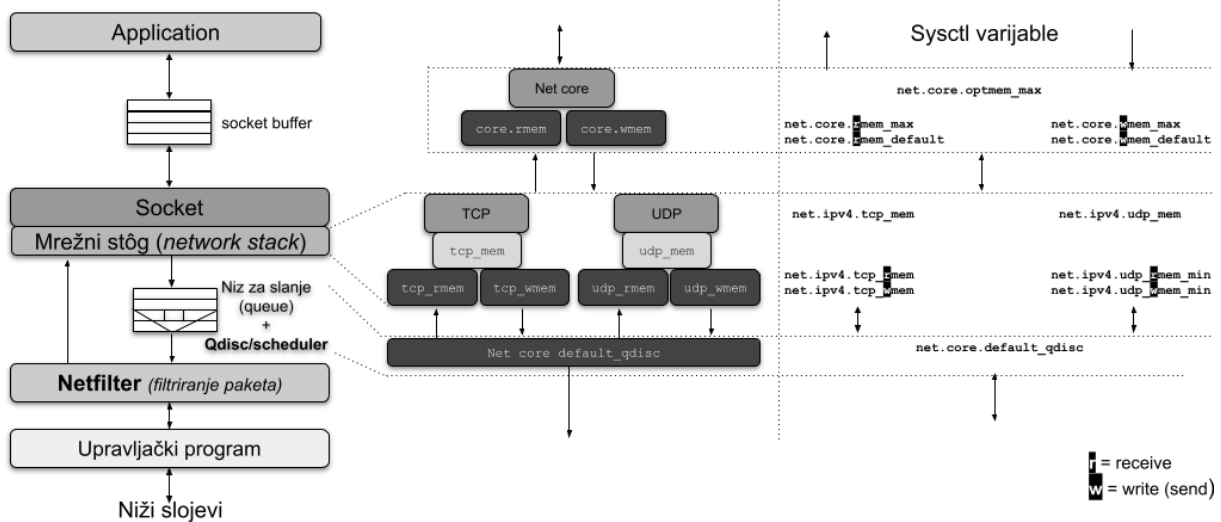 Application
socket buffer
Socket
Mrežni stôg (network stack)
Niz za slanje
(queue)
+
Qdisc/scheduler
Netfilter (filtriranje paketa)
Upravljački program
Niži slojevi
Net core
core.rmem
core.wmem
TCP
UDP
tcp_mem
udp_mem
tcp_rmem
tcp_wmem
udp_rmem
udp_wmem
Net core default_qdisc
Sysctl varijable
net.core.optmem_max
net.core.rmem_max
net.core.rmem_default
net.core.wmem_max
net.core.wmem_default
net.ipv4.tcp_mem
net.ipv4.udp_mem
net.ipv4.tcp_rmem
net.ipv4.tcp_wmem
net.ipv4.udp_rmem_min
net.ipv4.udp_wmem_min
net.core.default_qdisc
r = receive
w = write (send)